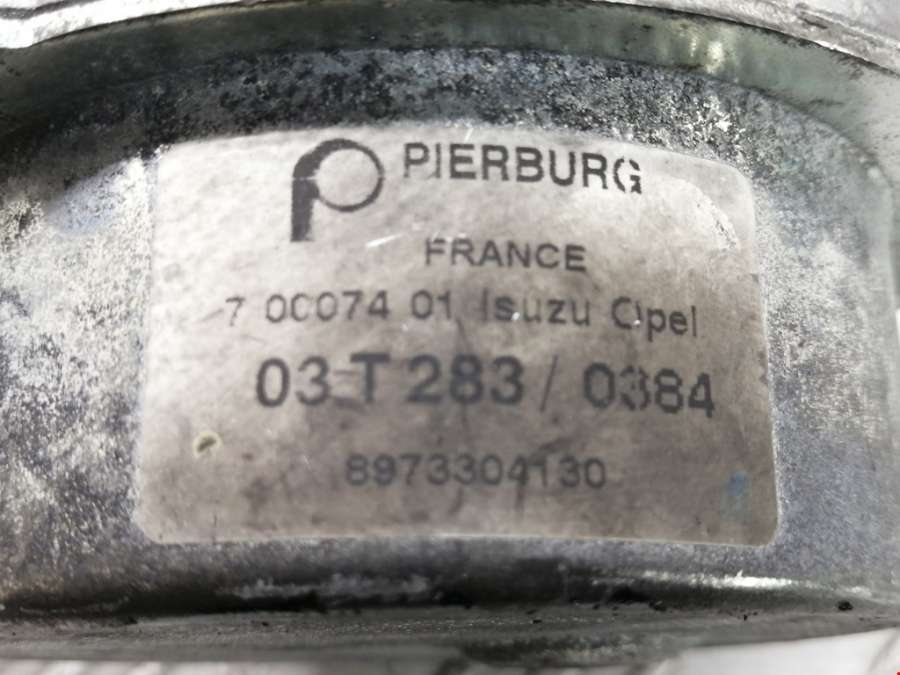 PIERBURG
FRANCE
7 00074 01 Isuzu Opel
03 T 283 / 0384
8973304130